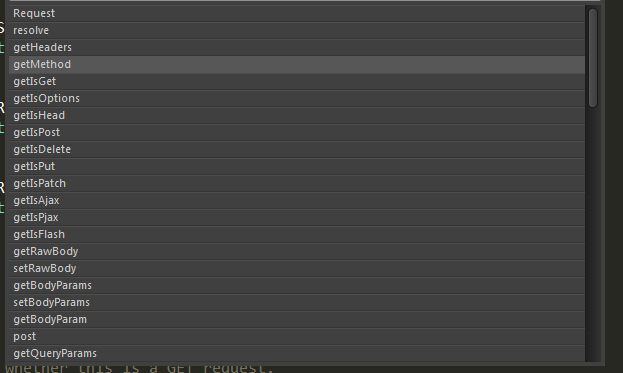 Request
resolve
getHeaders
getMethod
getIsGet
getIsOptions
getIsHead
getIsPost
getIsDelete
getIsPut
getIsPatch
getIsAjax
getIsPjax
getIsFlash
getRawBody
setRawBody
getBodyParams
setBodyParams
getBodyParam
post
getQueryParams
whether this is a GET request.